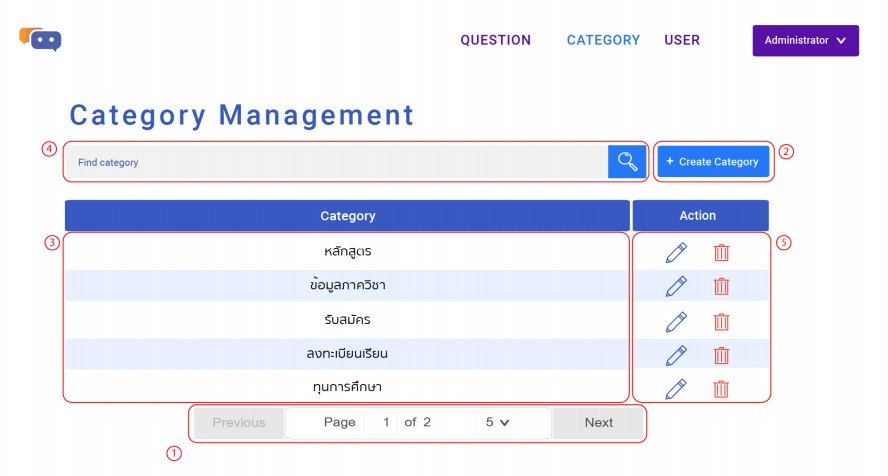 QUESTION CATEGORY USER Administrator
Category Management
4 Find category + Create Category 2
Category Action
3 หลักสูตร 5
ข้อมูลภาควิชา
รับสมัคร
ลงทะเบียนเรียน
ทุนการศึกษา
Previous Page 1 of 2 5 Next
1